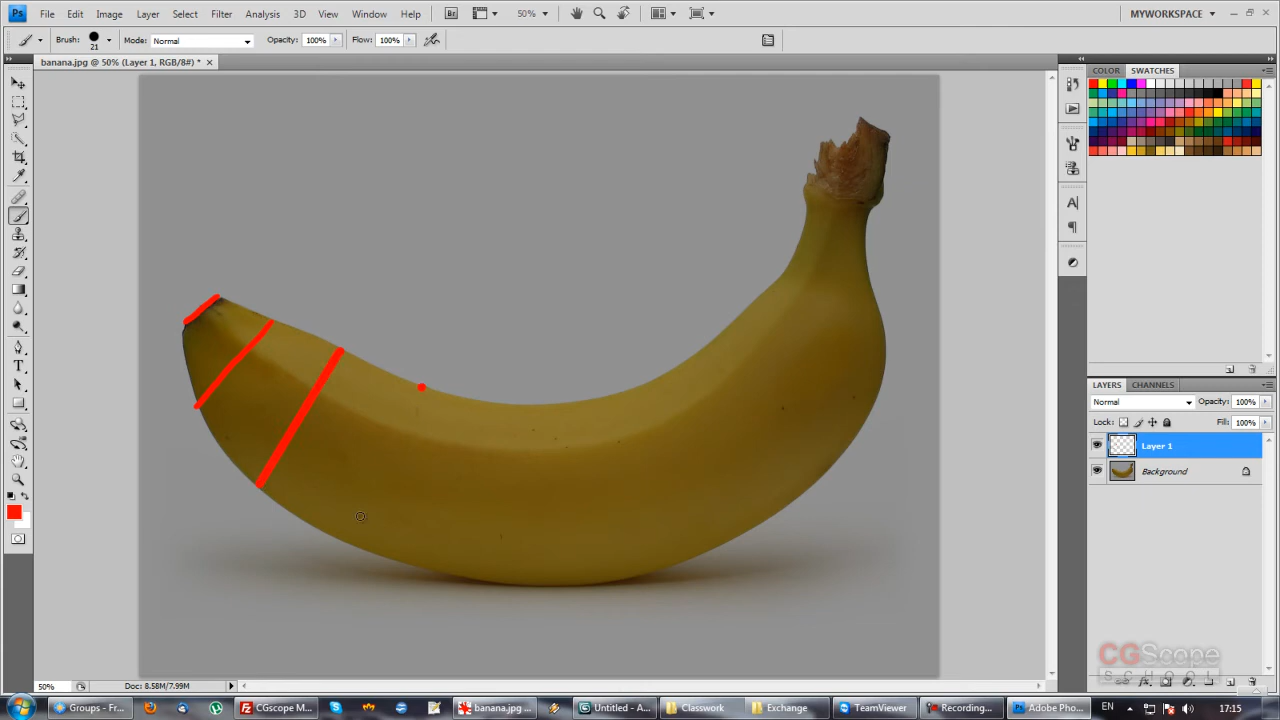 Ps File Edit Image Layer Select Filter Analysis 3D View Window Help Br 50% MYWORKSPACE
Brush: 21 Mode: Normal Opacity: 100% Flow: 100%
banana.jpg @ 50% (Layer 1, RGB/8#) *
COLOR SWATCHES
LAYERS CHANNELS
Normal Opacity: 100%
Lock: Fill: 100%
Layer 1
Background
CGScope
SCHOOL
50% Doc: 8.58M/7.99M
Groups - Fr... CGscope M... banana.jpg ... Untitled - A... Classwork Exchange TeamViewer Recording... Adobe Pho... EN 17:15